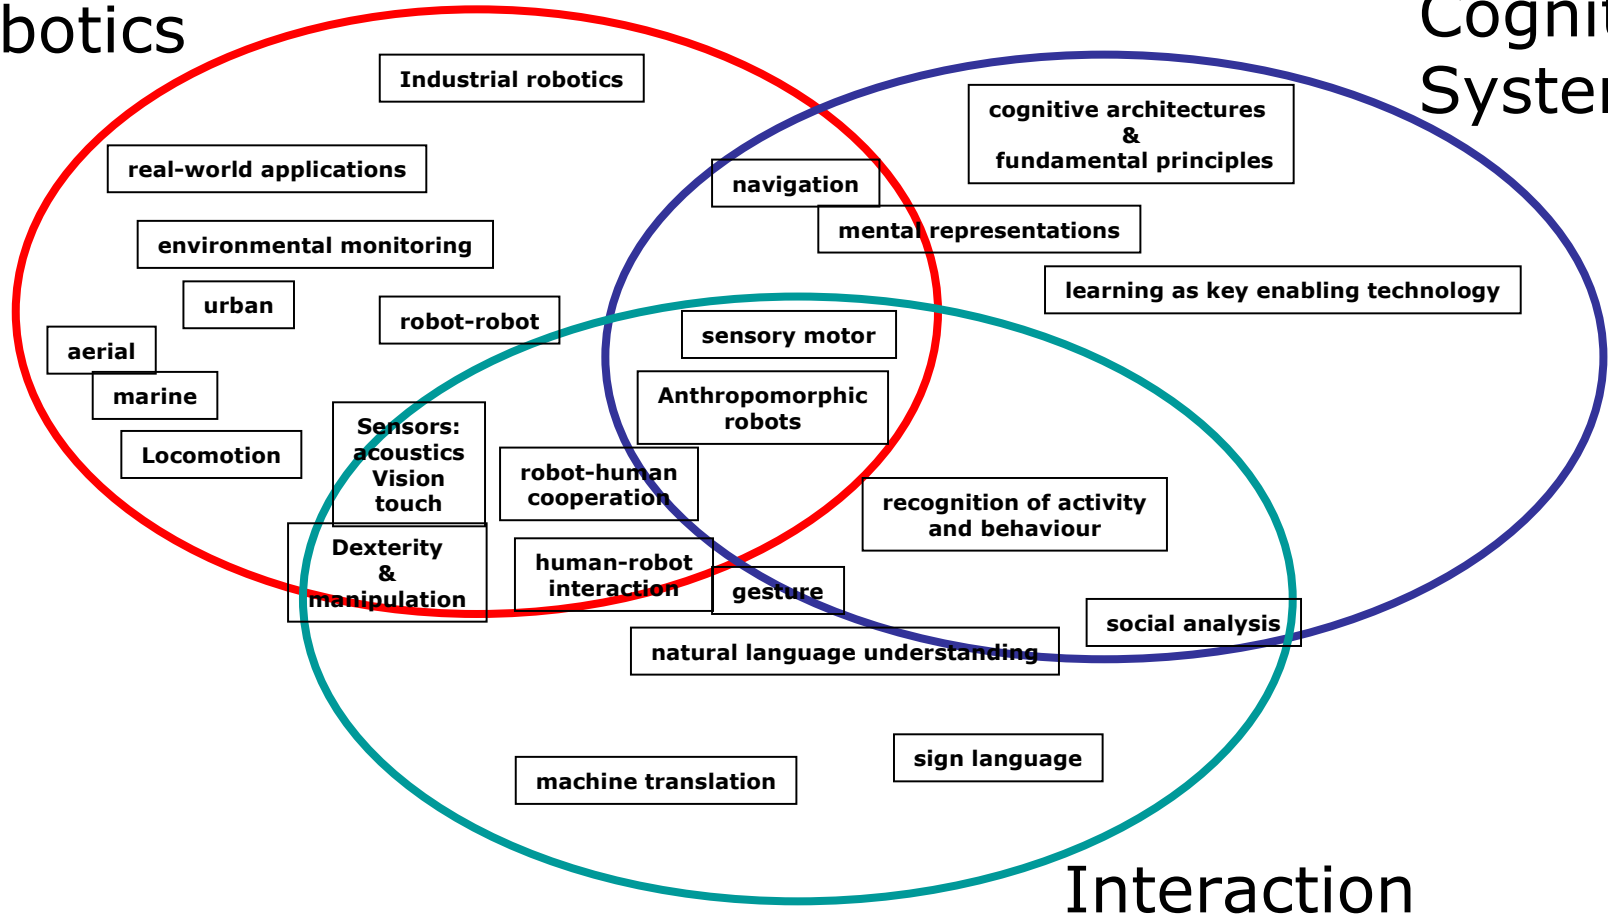 botics
Cognit
System
Industrial robotics
cognitive architectures
&
fundamental principles
real-world applications
navigation
mental representations
environmental monitoring
learning as key enabling technology
urban
robot-robot
sensory motor
aerial
marine
Anthropomorphic
robots
Locomotion
Sensors:
acoustics
Vision
touch
robot-human
cooperation
recognition of activity
and behaviour
Dexterity
&
manipulation
human-robot
interaction
gesture
social analysis
natural language understanding
sign language
machine translation
Interaction